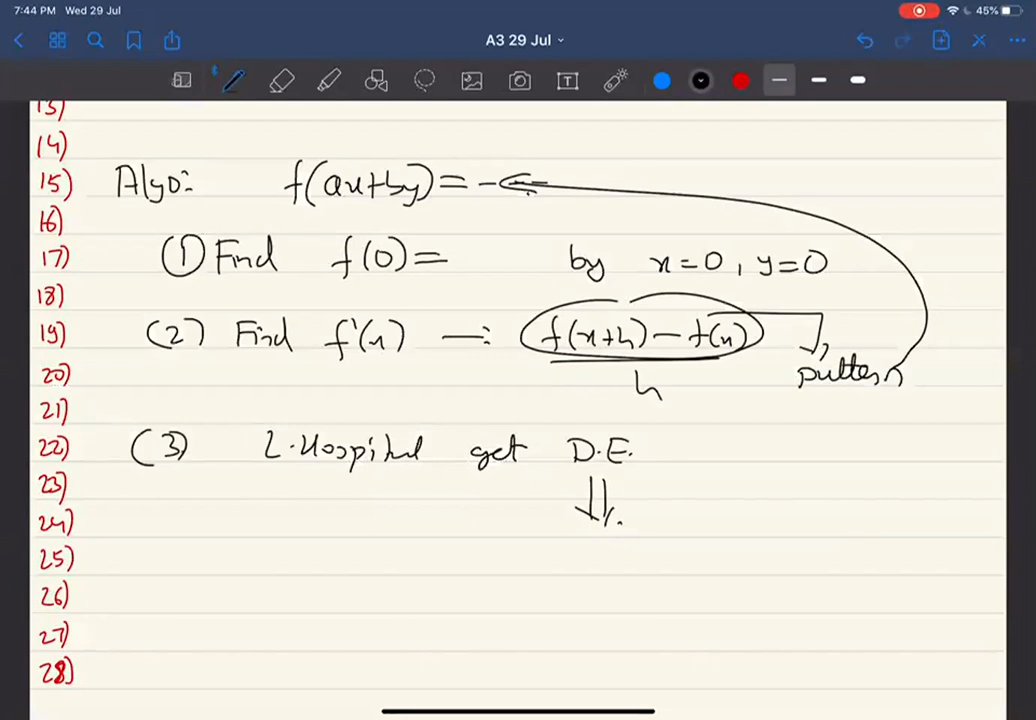 7:44 PM Wed 29 Jul
45%
A3 29 Jul
13)
14)
15) Algo: f(ax+by) = -
16)
17) (1) Find f(0) = by x=0, y=0
18)
19) (2) Find f'(x) — : f(x+h) - f(x)
20) h pattern
21)
22) (3) L-Hospital get D.E.
23)
24)
25)
26)
27)
28)